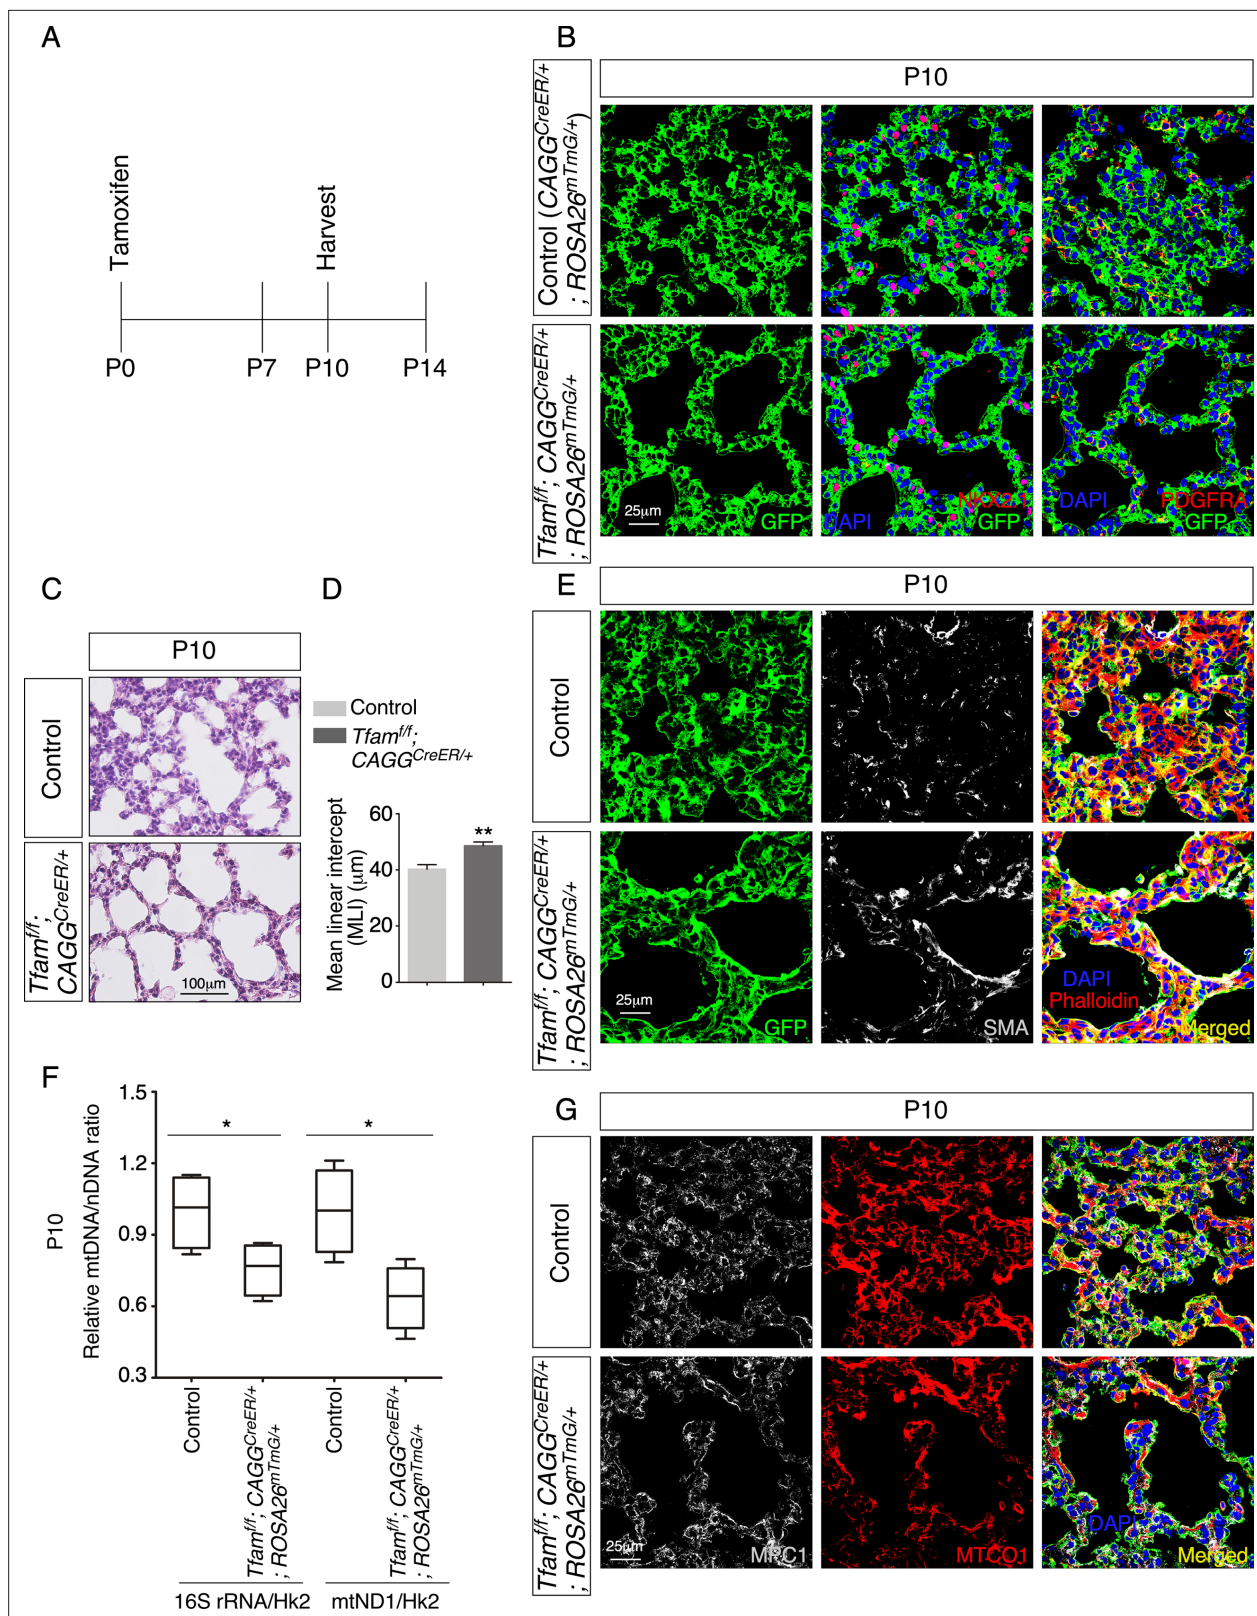 A
Tamoxifen
Harvest
P0
P7
P10
P14
B
P10
Control (CAGG^CreER/+
; ROSA26^mTmG/+)
Tfam^f/f; CAGG^CreER/+
; ROSA26^mTmG/+
25µm
GFP
DAPI
NKX2.1
GFP
DAPI
PDGFRA
GFP
C
P10
Control
Tfam^f/f;
CAGG^CreER/+
100µm
D
Control
Tfam^f/f;
CAGG^CreER/+
Mean linear intercept
(MLI) (µm)
60
40
20
0
**
E
P10
Control
Tfam^f/f; CAGG^CreER/+
; ROSA26^mTmG/+
25µm
GFP
SMA
DAPI
Phalloidin
Merged
F
P10
Relative mtDNA/nDNA ratio
1.5
1.2
0.9
0.6
0.3
*
*
Control
Tfam^f/f; CAGG^CreER/+
; ROSA26^mTmG/+
Control
Tfam^f/f; CAGG^CreER/+
; ROSA26^mTmG/+
16S rRNA/Hk2
mtND1/Hk2
G
P10
Control
Tfam^f/f; CAGG^CreER/+
; ROSA26^mTmG/+
25µm
MPC1
MTCO1
DAPI
Merged